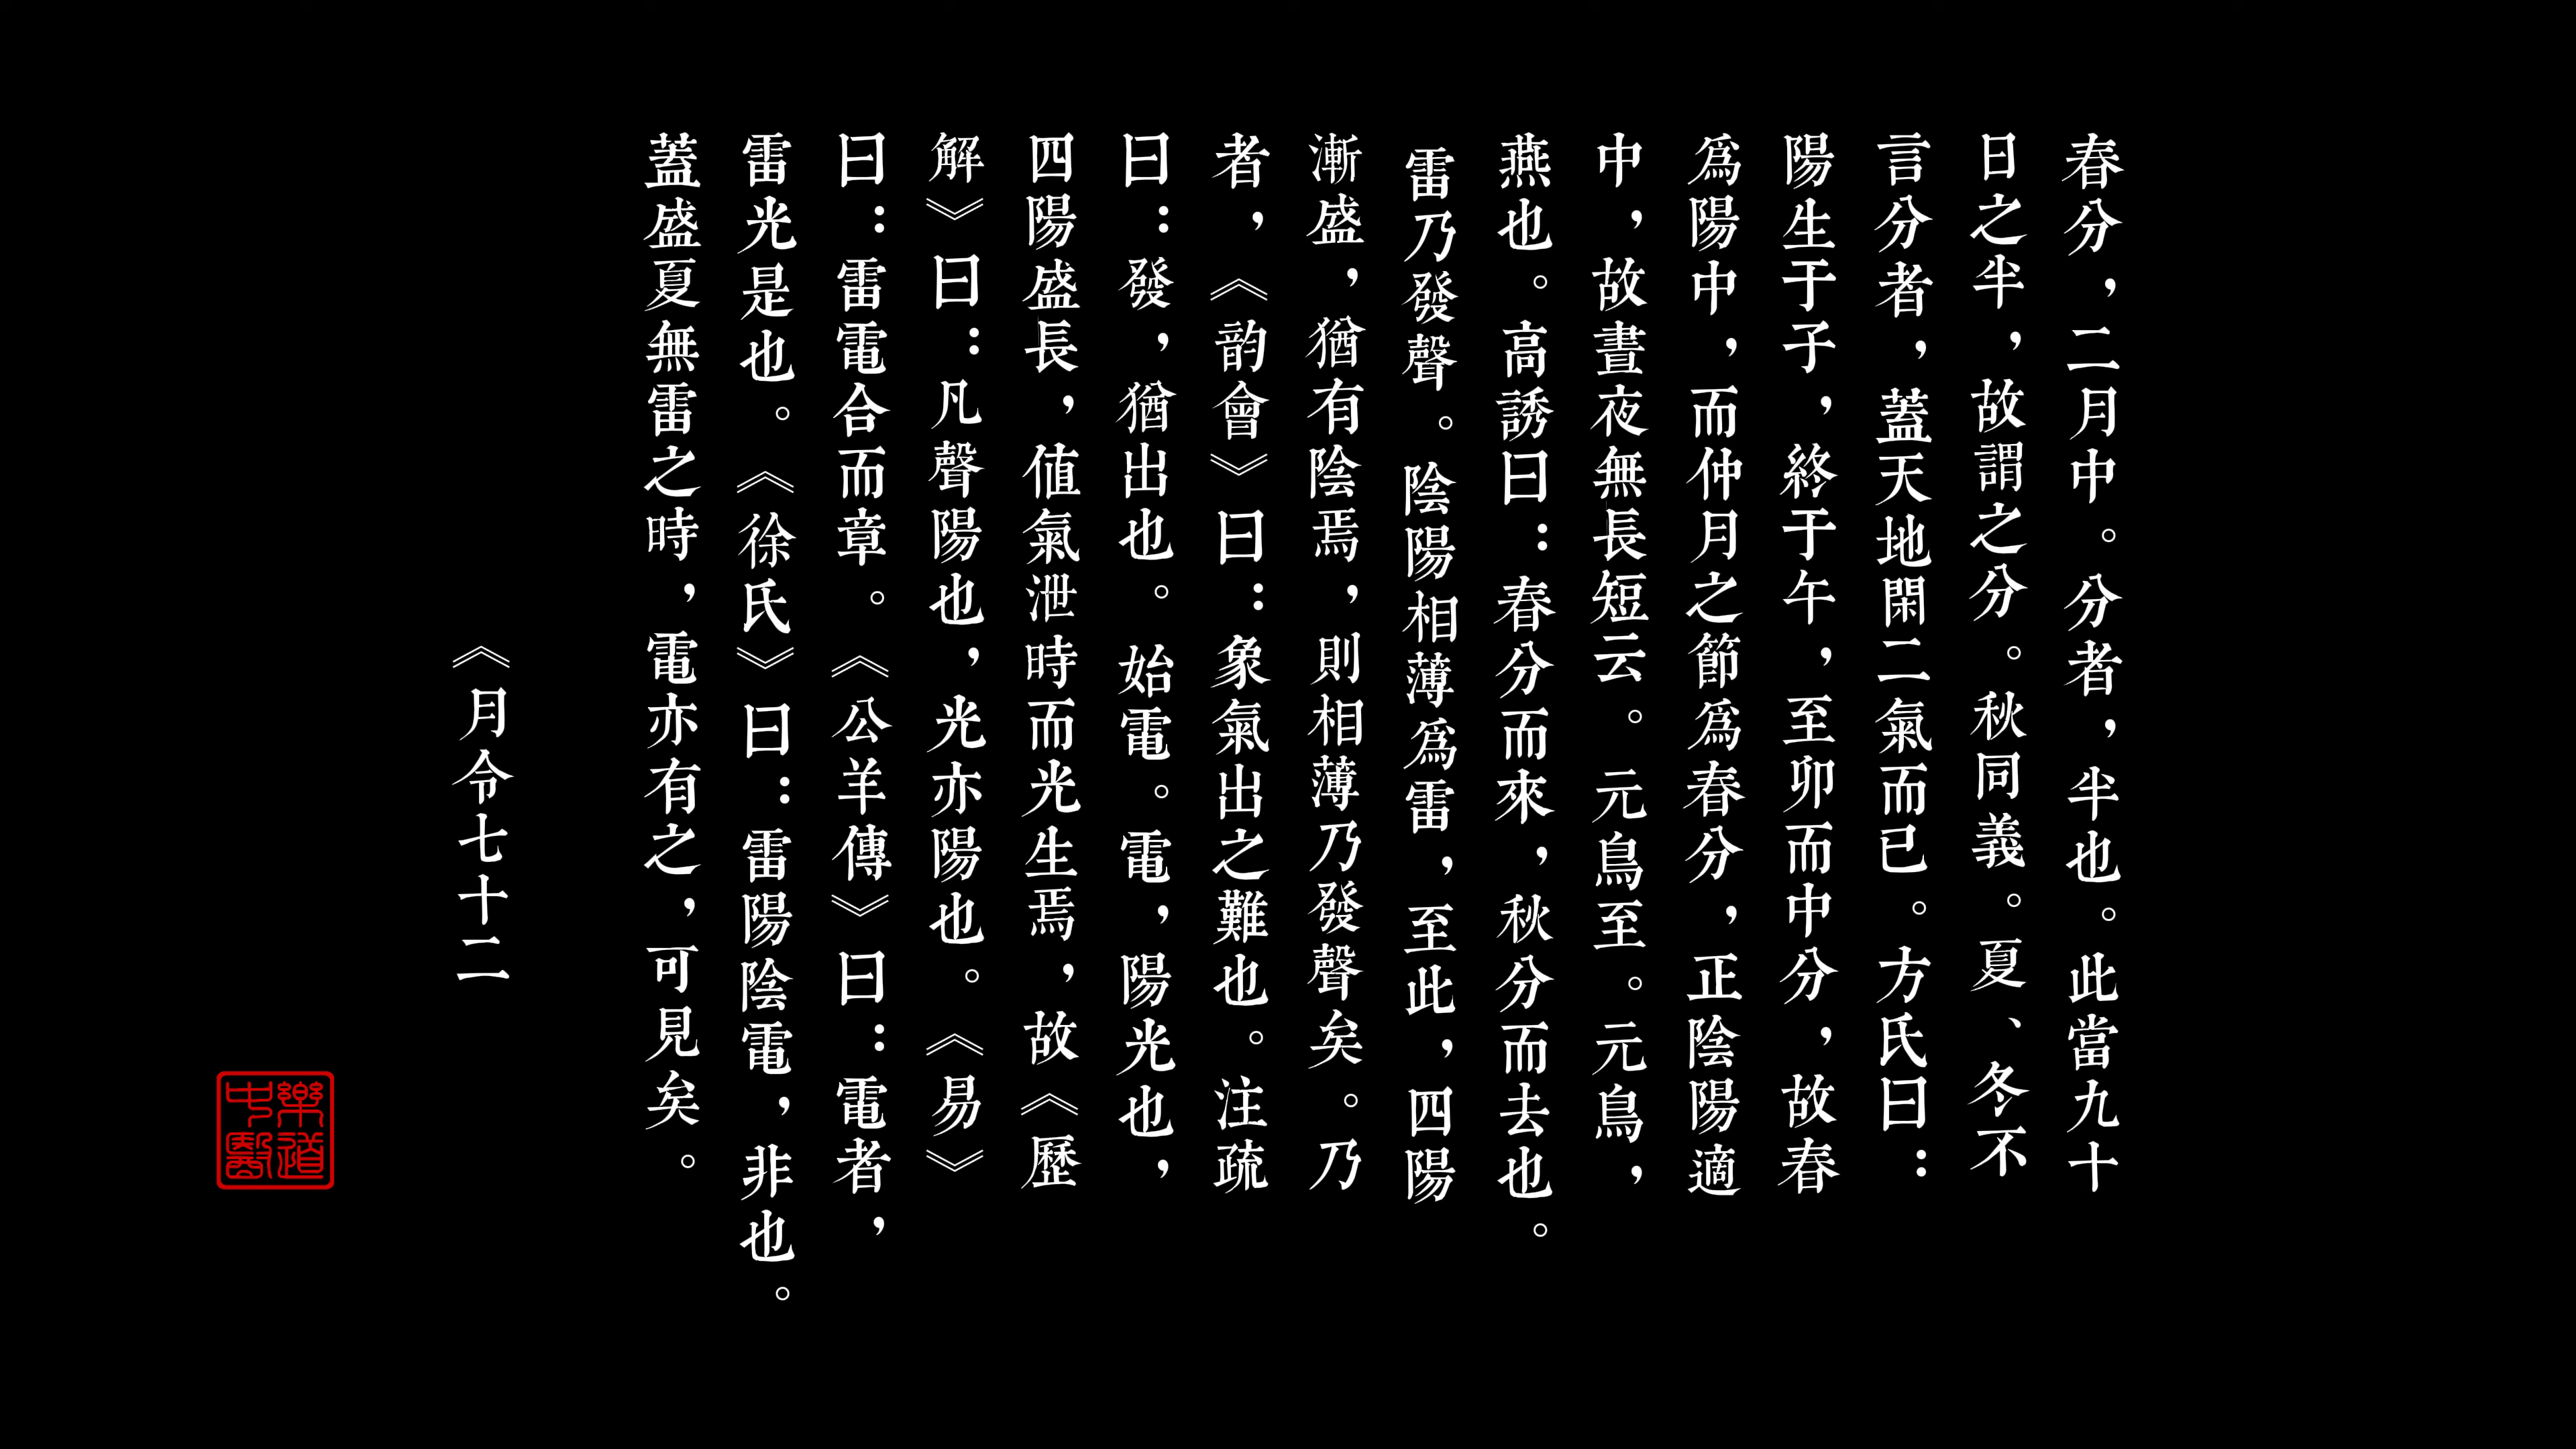 春分，二月中。分者，半也。此當九十
日之半，故謂之分。秋同義。夏、冬不
言分者，蓋天地閑二氣而已。方氏曰：
陽生于子，終于午，至卯而中分，故春
爲陽中，而仲月之節爲春分，正陰陽適
中，故晝夜無長短云。元鳥至。元鳥，
燕也。高誘曰：春分而來，秋分而去也。
雷乃發聲。陰陽相薄爲雷，至此，四陽
漸盛，猶有陰焉，則相薄乃發聲矣。乃
者，《韵會》曰：象氣出之難也。注疏
曰：發，猶出也。始電。電，陽光也，
四陽盛長，值氣泄時而光生焉，故《歷
解》曰：凡聲陽也，光亦陽也。《易》
曰：雷電合而章。《公羊傳》曰：電者，
雷光是也。《徐氏》曰：雷陽陰電，非也。
蓋盛夏無雷之時，電亦有之，可見矣。
《月令七十二
樂道
中醫